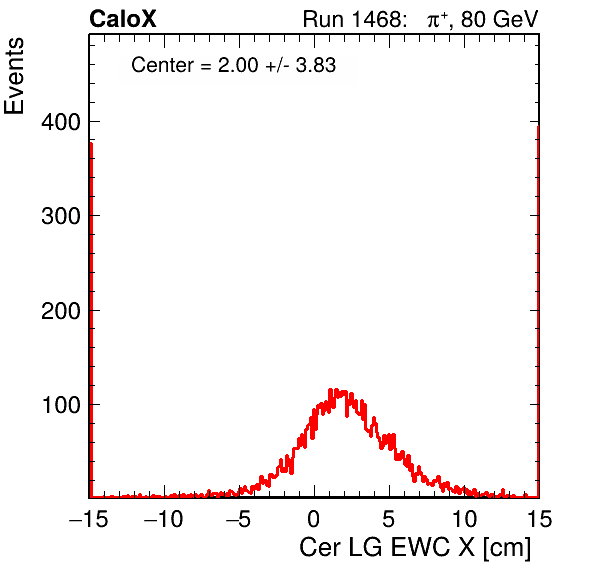 CaloX
Run 1468: π⁺, 80 GeV
Center = 2.00 +/- 3.83
Events
400
300
200
100
−15 −10 −5 0 5 10 15
Cer LG EWC X [cm]